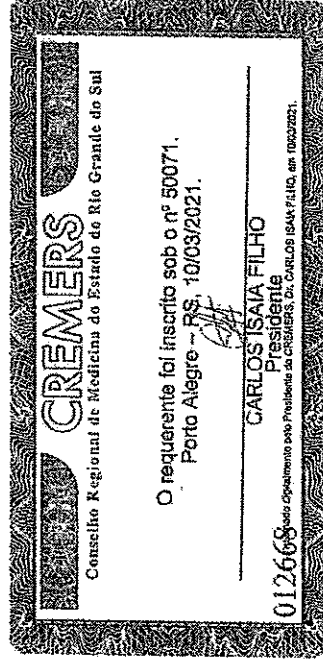 CREMERS
Conselho Regional de Medicina do Estado do Rio Grande do Sul
O requerente foi inscrito sob o nº 50071.
Porto Alegre – RS, 10/03/2021.
CARLOS ISAIA FILHO
Presidente
012668 digitalmente pelo Presidente do CREMERS, Dr. CARLOS ISAIA FILHO, em 10/03/2021.